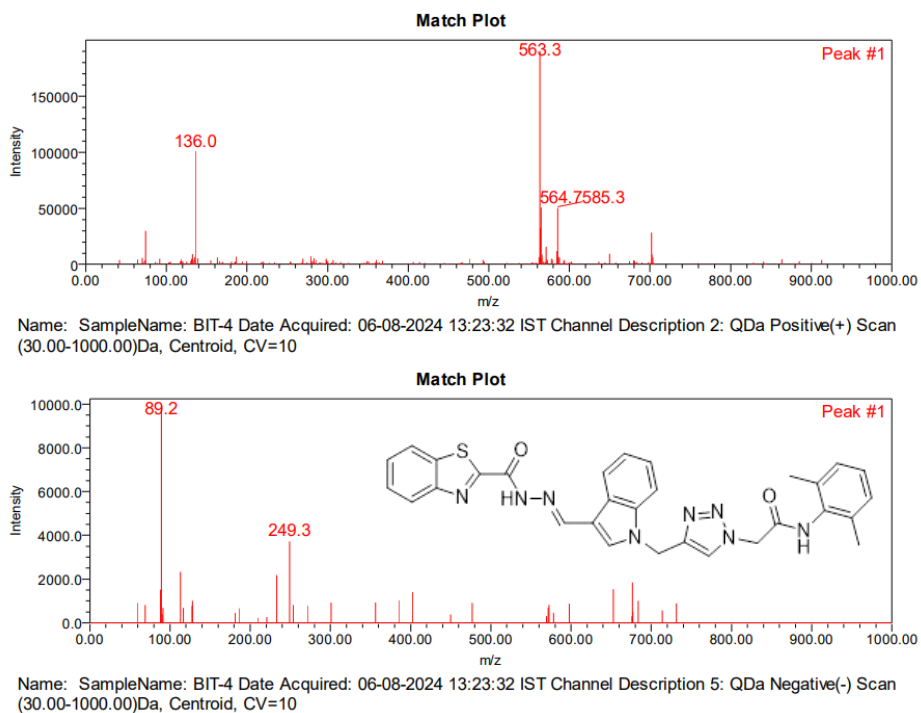 Match Plot
Peak #1
563.3
136.0
564.7585.3
Intensity
150000
100000
50000
0
0.00 100.00 200.00 300.00 400.00 500.00 600.00 700.00 800.00 900.00 1000.00
m/z
Name: SampleName: BIT-4 Date Acquired: 06-08-2024 13:23:32 IST Channel Description 2: QDa Positive(+) Scan
(30.00-1000.00)Da, Centroid, CV=10
Match Plot
Peak #1
89.2
249.3
Intensity
10000.0
8000.0
6000.0
4000.0
2000.0
0.00
S
O
N
HN
N
N
N
N
N
O
N
H
0.00 100.00 200.00 300.00 400.00 500.00 600.00 700.00 800.00 900.00 1000.00
m/z
Name: SampleName: BIT-4 Date Acquired: 06-08-2024 13:23:32 IST Channel Description 5: QDa Negative(-) Scan
(30.00-1000.00)Da, Centroid, CV=10